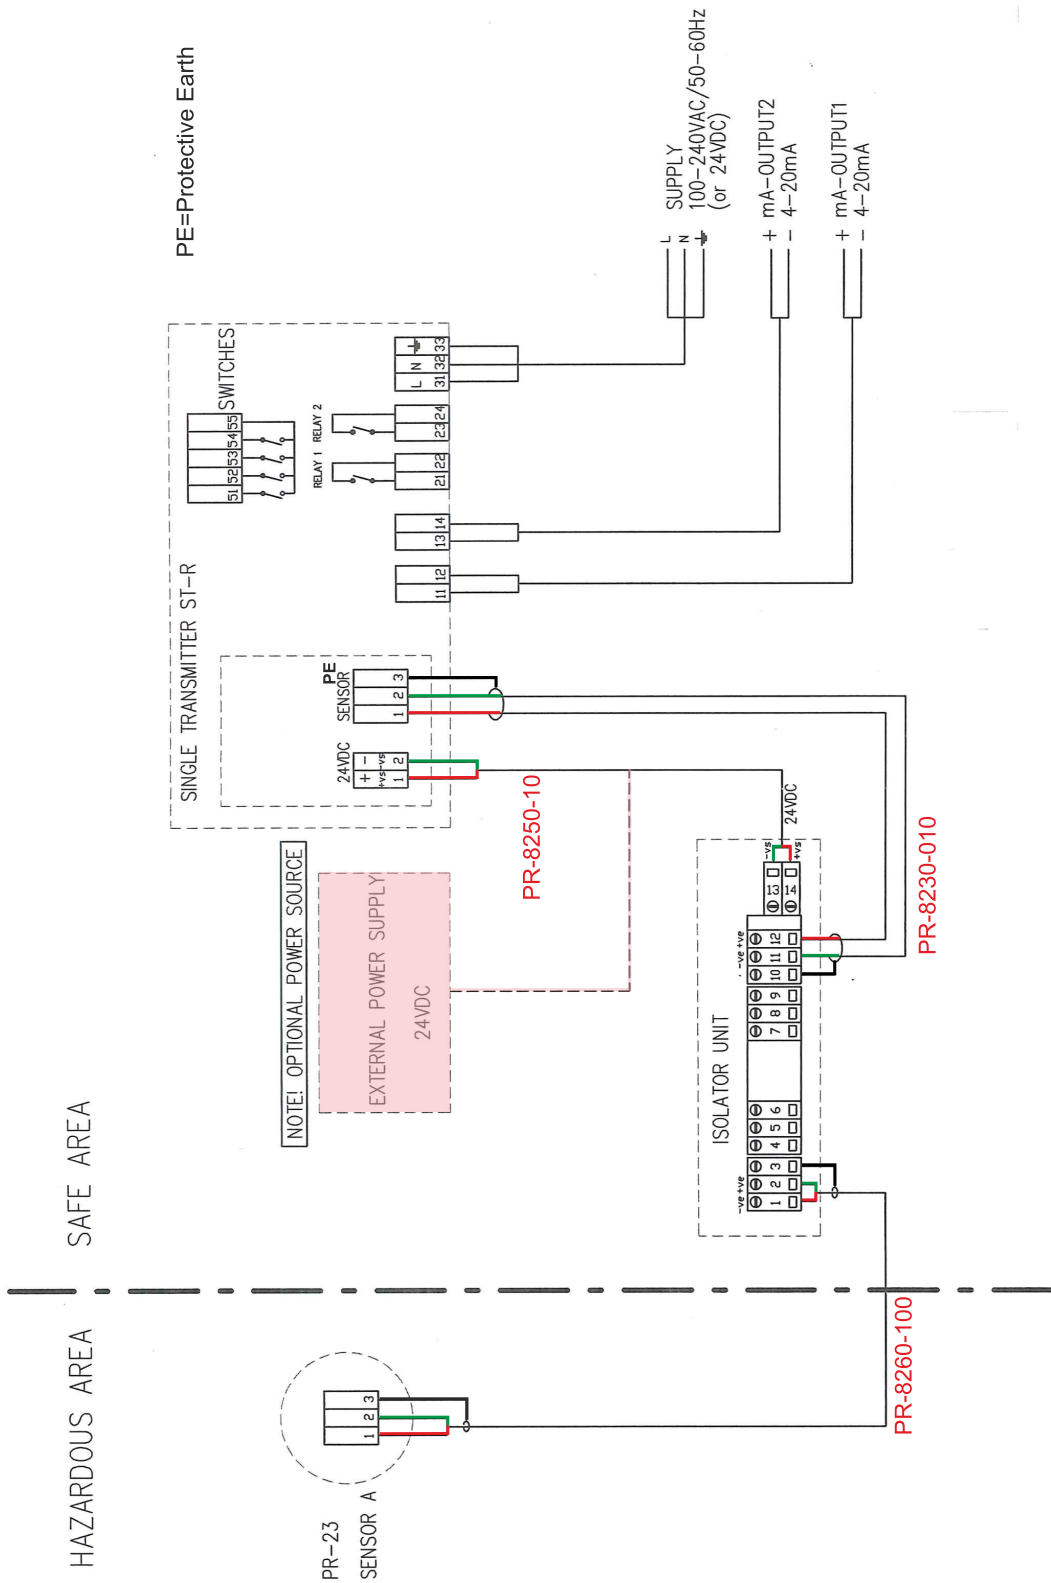 HAZARDOUS AREA
SAFE AREA
PR-23
SENSOR A
1 2 3
PR-8260-100
NOTE! OPTIONAL POWER SOURCE
EXTERNAL POWER SUPPLY
24VDC
PR-8250-10
ISOLATOR UNIT
-ve +ve
1 2 3 4 5 6 7 8 9 10 11 12
-ve +ve
13 14
-vs
+vs
24VDC
PR-8230-010
SINGLE TRANSMITTER ST-R
24VDC
+ -
+vs -vs
1 2
PE
SENSOR
1 2 3
11 12
13 14
21 22
23 24
L N
31 32 33
RELAY 1
RELAY 2
51 52 53 54 55
SWITCHES
PE=Protective Earth
L
N
SUPPLY
100-240VAC/50-60Hz
(or 24VDC)
+ mA-OUTPUT2
- 4-20mA
+ mA-OUTPUT1
- 4-20mA